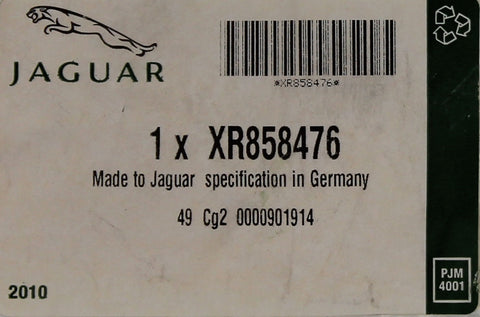 JAGUAR
*XR858476*
1 x XR858476
Made to Jaguar specification in Germany
49 Cg2 0000901914
2010
PJM
4001